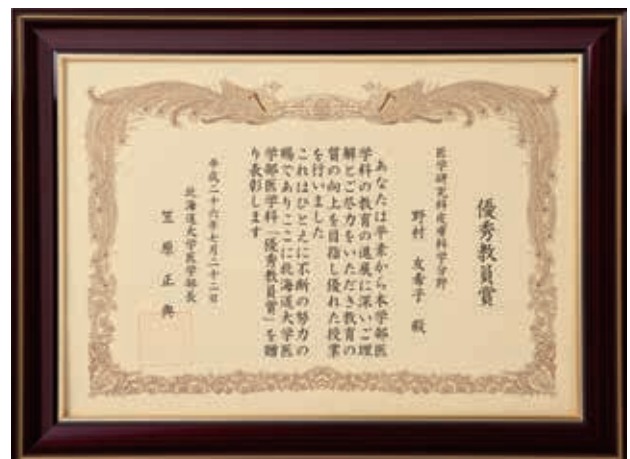 優秀教員賞
医学研究科皮膚科学分野
野村 友希子 殿
あなたは平素から本学部医
学科の教育の進展に深いご理
解とご尽力をいただき教育の
質の向上を目指し優れた授業
を行いました
これはひとえに不断の努力の
賜でありここに北海道大学医
学部医学科「優秀教員賞」を贈
り表彰します
平成二十六年七月二十二日
北海道大学医学部長
笠原 正典